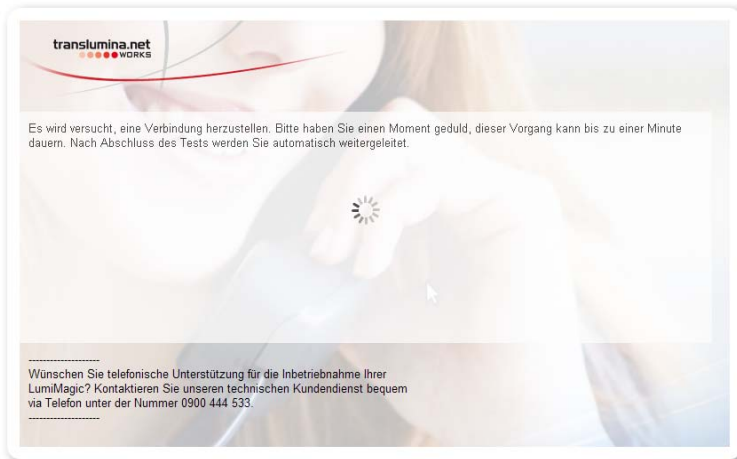 translumina.net
WORKS
Es wird versucht, eine Verbindung herzustellen. Bitte haben Sie einen Moment geduld, dieser Vorgang kann bis zu einer Minute
dauern. Nach Abschluss des Tests werden Sie automatisch weitergeleitet.
--------------------
Wünschen Sie telefonische Unterstützung für die Inbetriebnahme Ihrer
LumiMagic? Kontaktieren Sie unseren technischen Kundendienst bequem
via Telefon unter der Nummer 0900 444 533.
--------------------